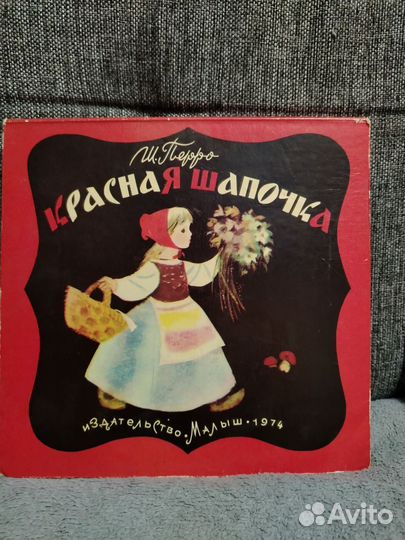 Ш. Перро
КРАСНАЯ ШАПОЧКА
ИЗДАТЕЛЬСТВО · МАЛЫШ · 1974
Avito